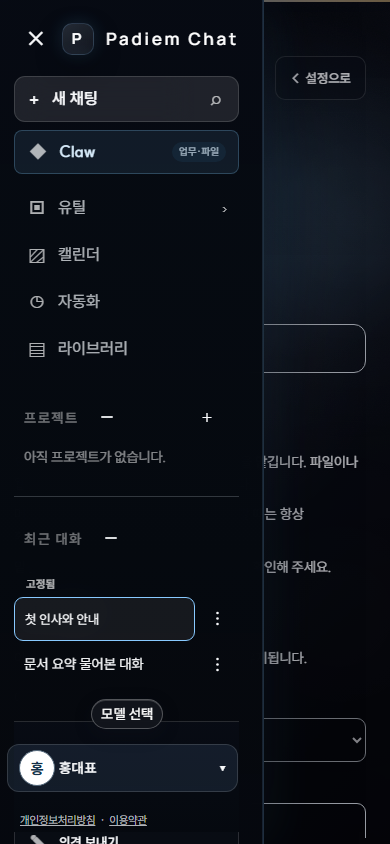 Padiem Chat
설정으로
+ 새 채팅
Claw
업무·파일
유틸
캘린더
자동화
라이브러리
프로젝트
아직 프로젝트가 없습니다.
파일이나
는 항상
인해 주세요.
최근 대화
고정됨
첫 인사와 안내
문서 요약 물어본 대화
됩니다.
모델 선택
홍 홍대표
개인정보처리방침 · 이용약관
의견 보내기